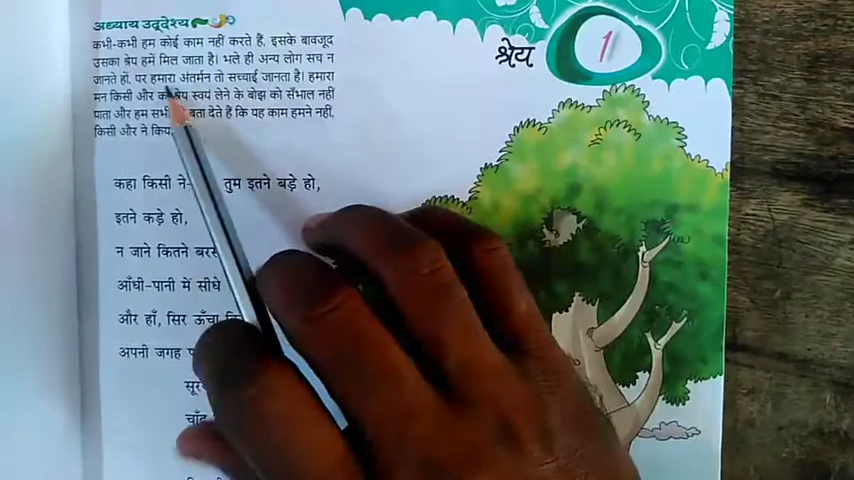 अध्याय उद्देश्य
कभी-कभी हम कोई काम नहीं करते हैं, इसके बावजूद
उसका श्रेय हमें मिल जाता है। भले ही अन्य लोग सच न
जानते हों, पर हमारा अंतर्मन तो सच्चाई जानता है। हमारा
मन किसी और का श्रेय स्वयं लेने के बोझ को सँभाल नहीं
पाता और हम सभी बता देते हैं कि यह काम हमने नहीं,
किसी और ने
श्रेय
1
कहा किसी ने- तुम इतने बड़े हो,
इतने कड़े हो,
न जाने कितने
आँधी-पानी में सीधे
और हाँ, सिर ऊँचा
अपनी जगह